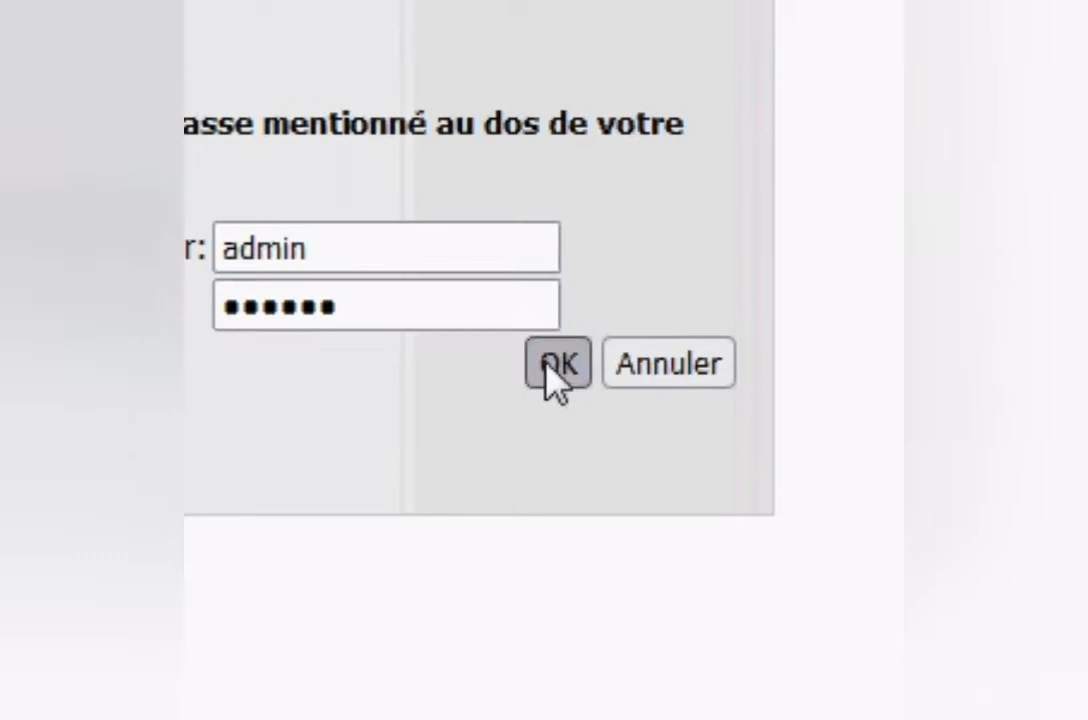 asse mentionné au dos de votre
r: admin
••••••
OK Annuler